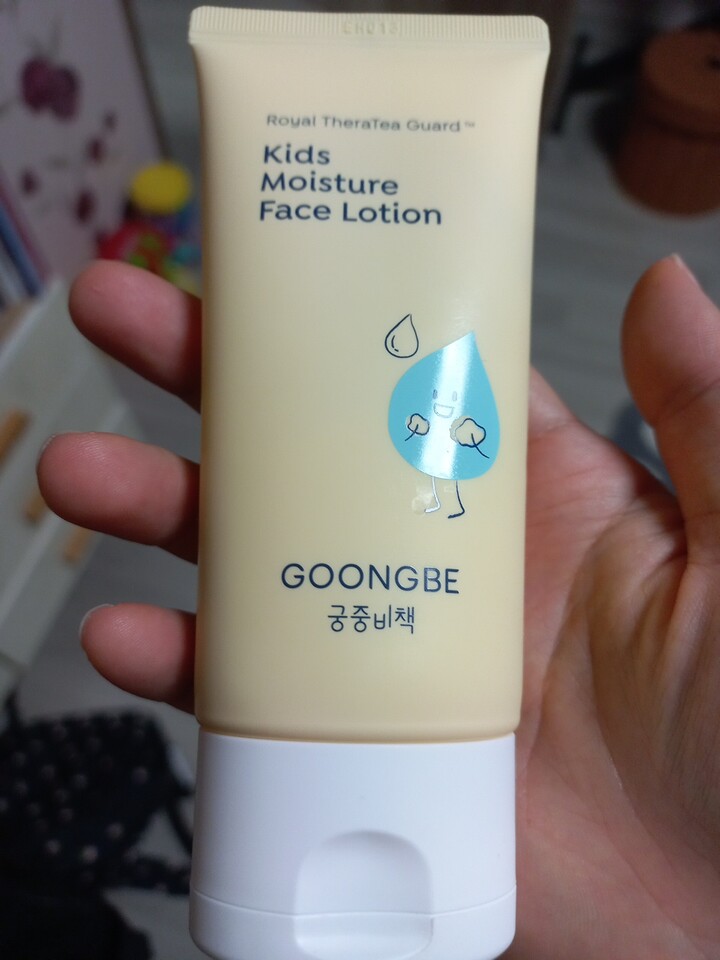 Royal TheraTea Guard™
Kids
Moisture
Face Lotion
GOONGBE
궁중비책